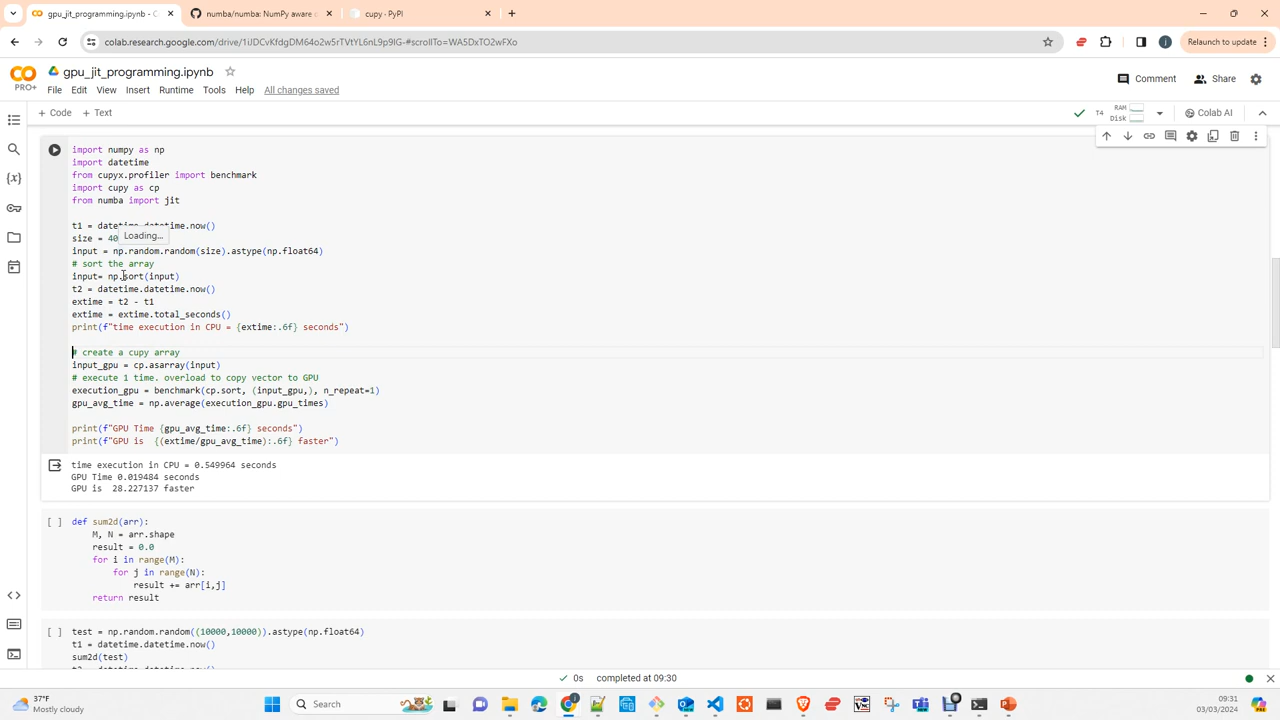 gpu_jit_programming.ipynb - C
numba/numba: NumPy aware d
cupy · PyPI
colab.research.google.com/drive/1iJDCvKfdgDM64o2w5rTVtYL6nL9p9lG-#scrollTo=WA5DxTO2wFXo
Relaunch to update
PRO+
gpu_jit_programming.ipynb
Comment
Share
File Edit View Insert Runtime Tools Help All changes saved
+ Code + Text
T4 RAM
Disk
Colab AI
import numpy as np
import datetime
from cupyx.profiler import benchmark
import cupy as cp
from numba import jit
t1 = datetime.datetime.now()
Loading...
size = 40
input = np.random.random(size).astype(np.float64)
# sort the array
input= np.sort(input)
t2 = datetime.datetime.now()
extime = t2 - t1
extime = extime.total_seconds()
print(f"time execution in CPU = {extime:.6f} seconds")
# create a cupy array
input_gpu = cp.asarray(input)
# execute 1 time. overload to copy vector to GPU
execution_gpu = benchmark(cp.sort, (input_gpu,), n_repeat=1)
gpu_avg_time = np.average(execution_gpu.gpu_times)
print(f"GPU Time {gpu_avg_time:.6f} seconds")
print(f"GPU is  {(extime/gpu_avg_time):.6f} faster")
time execution in CPU = 0.549964 seconds
GPU Time 0.019484 seconds
GPU is  28.227137 faster
[ ] def sum2d(arr):
M, N = arr.shape
result = 0.0
for i in range(M):
for j in range(N):
result += arr[i,j]
return result
[ ] test = np.random.random((10000,10000)).astype(np.float64)
t1 = datetime.datetime.now()
sum2d(test)
0s completed at 09:30
37°F
Mostly cloudy
Search
09:31
03/03/2024